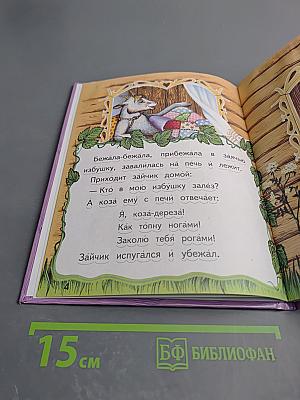 Бежала-бежала, прибежала в заячью
избушку, завалилась на печь и лежит.
Приходит зайчик домой:
— Кто в мою избушку залез?
А коза ему с печи отвечает:
Я, коза-дереза!
Как топну ногами!
Заколю тебя рогами!
Зайчик испугался и убежал.
15 см
БФ БИБЛИОФАН